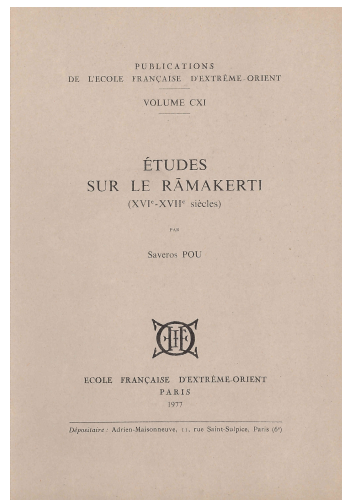 PUBLICATIONS
DE L'ECOLE FRANÇAISE D'EXTRÊME-ORIENT
VOLUME CXI
ÉTUDES
SUR LE RĀMAKERTI
(XVIe-XVIIe siècles)
PAR
Saveros POU
ECOLE FRANÇAISE D'EXTRÊME-ORIENT
PARIS
1977
Dépositaire : Adrien-Maisonneuve, 11, rue Saint-Sulpice, Paris (6e)